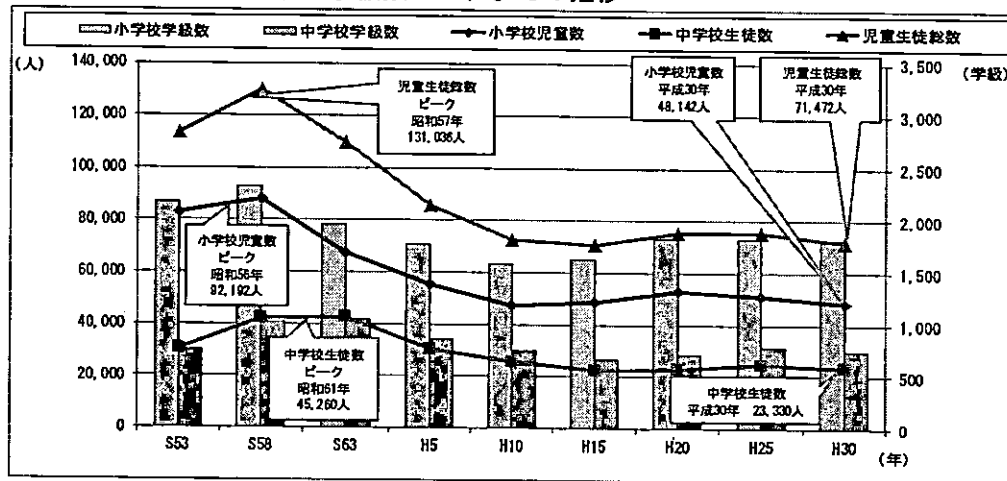 小学校学級数 中学校学級数 小学校児童数 中学校生徒数 児童生徒総数
(人)
(学級)
140,000
120,000
100,000
80,000
60,000
40,000
20,000
0
3,500
3,000
2,500
2,000
1,500
1,000
500
0
児童生徒総数
ピーク
昭和57年
131,036人
小学校児童数
平成30年
48,142人
児童生徒総数
平成30年
71,472人
小学校児童数
ピーク
昭和56年
92,192人
中学校生徒数
ピーク
昭和61年
45,260人
中学校生徒数
平成30年 23,330人
S53 S58 S63 H5 H10 H15 H20 H25 H30
(年)